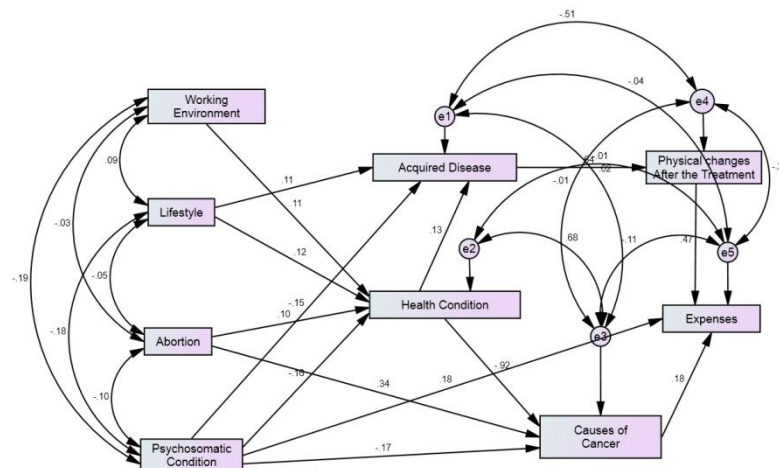 -.51
-.04
e4
e1
Working
Environment
.09
.11
Acquired Disease
.01
.02
Physical changes
After the Treatment
-.01
.11
-.03
Lifestyle
.13
e2
.68
-.11
.47
e5
.12
-.05
-.19
-.18
-.15
.10
Health Condition
e3
Expenses
Abortion
-.92
-.10
-.16
.34
.18
.18
Causes of
Cancer
Psychosomatic
Condition
-.17